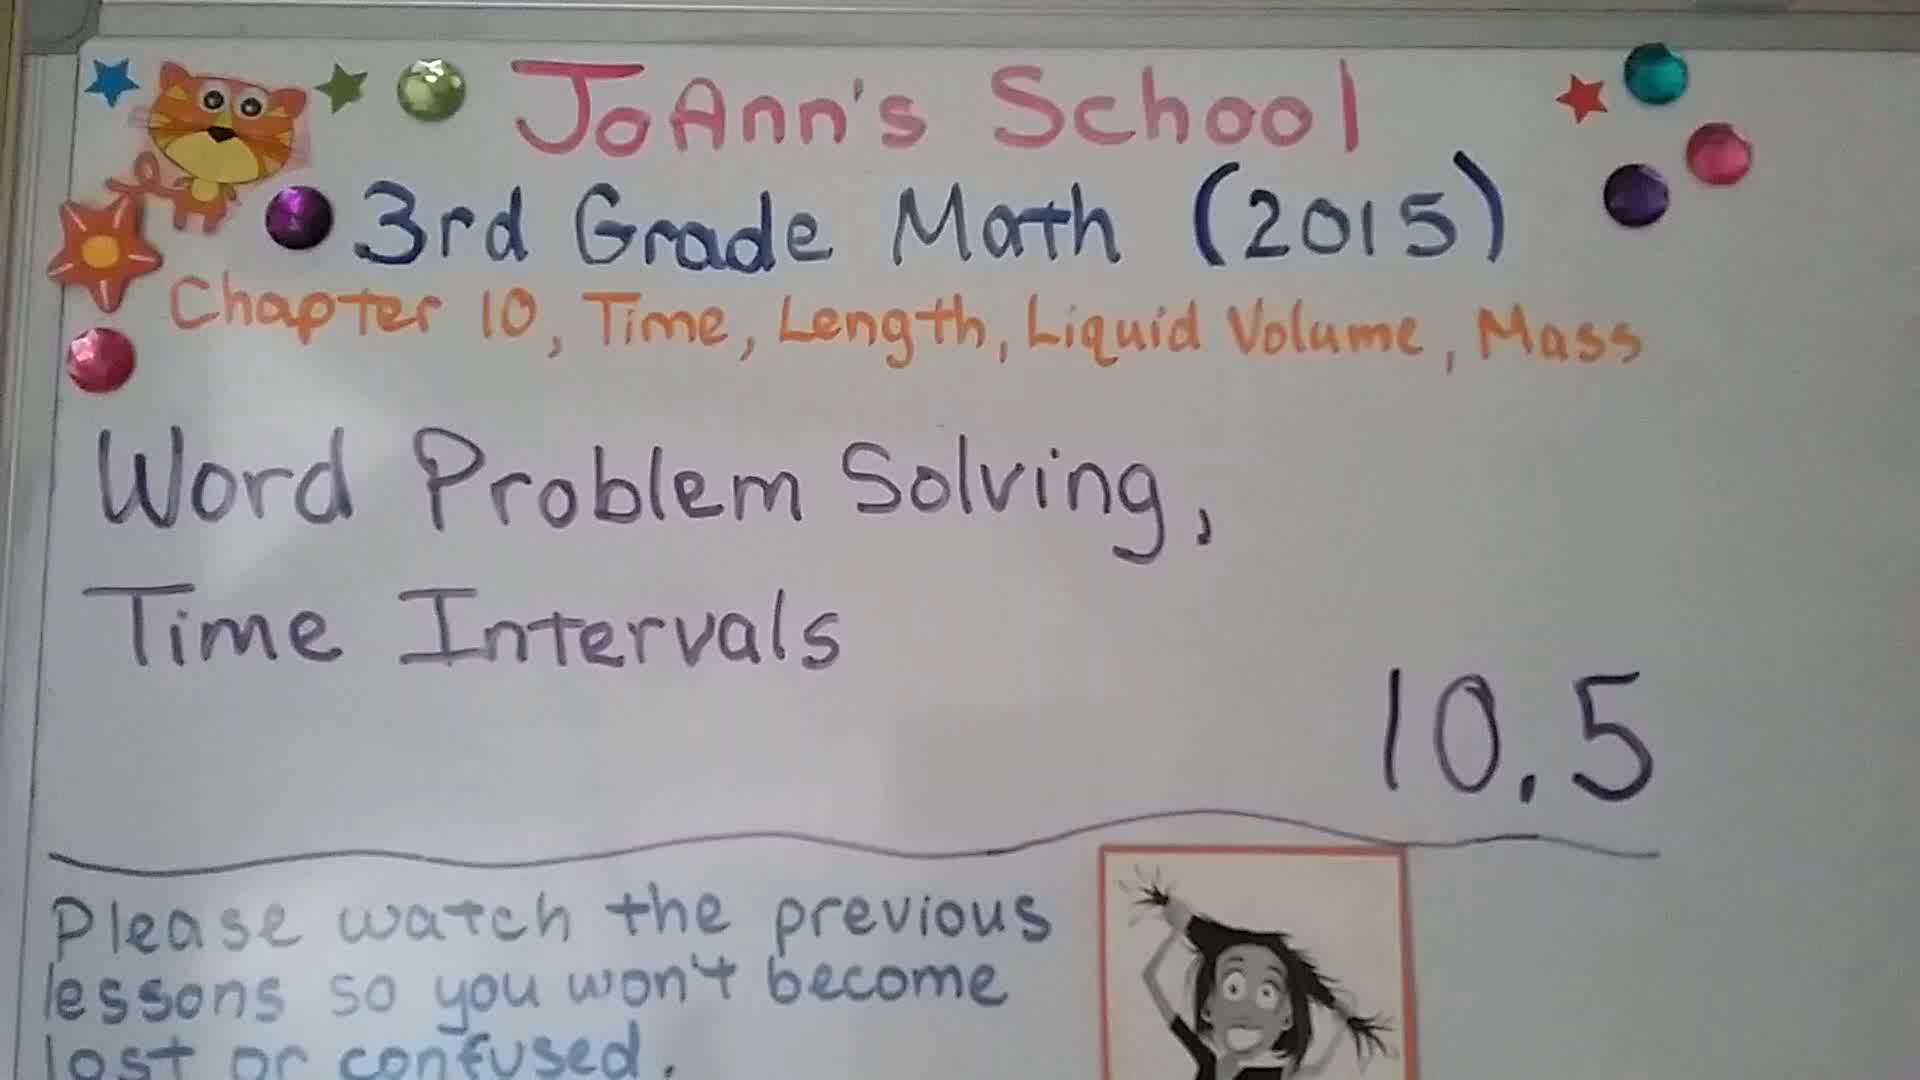 JoAnn's School
3rd Grade Math (2015)
Chapter 10, Time, Length, Liquid Volume, Mass
Word Problem Solving,
Time Intervals
10.5
Please watch the previous
lessons so you won't become
lost or confused.